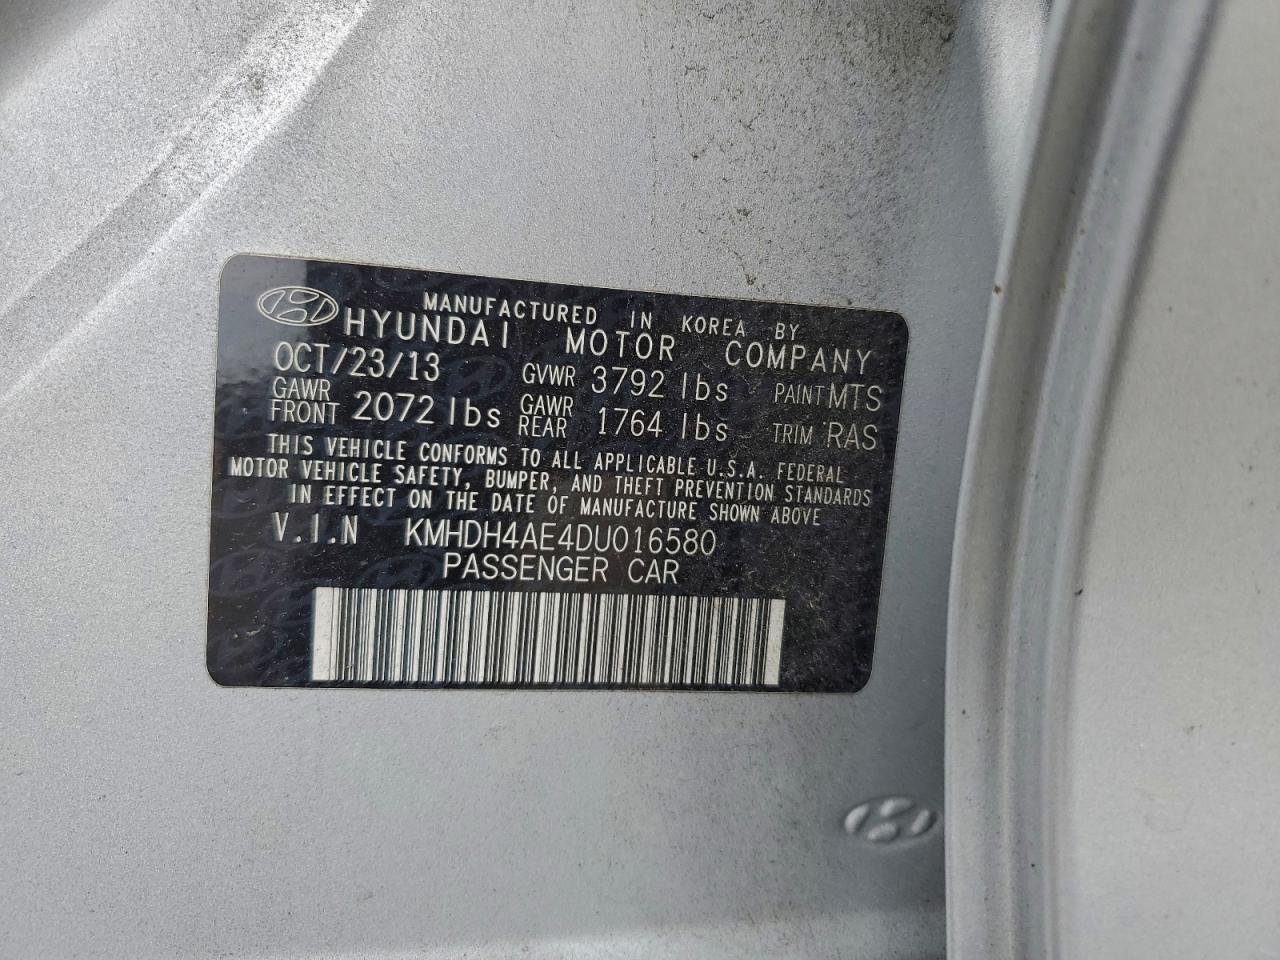 MANUFACTURED IN KOREA BY
HYUNDAI MOTOR COMPANY
OCT/23/13 GVWR 3792 lbs PAINT MTS
GAWR FRONT 2072 lbs GAWR REAR 1764 lbs TRIM RAS
THIS VEHICLE CONFORMS TO ALL APPLICABLE U.S.A. FEDERAL
MOTOR VEHICLE SAFETY, BUMPER, AND THEFT PREVENTION STANDARDS
IN EFFECT ON THE DATE OF MANUFACTURE SHOWN ABOVE
V.I.N KMHDH4AE4DU016580
PASSENGER CAR